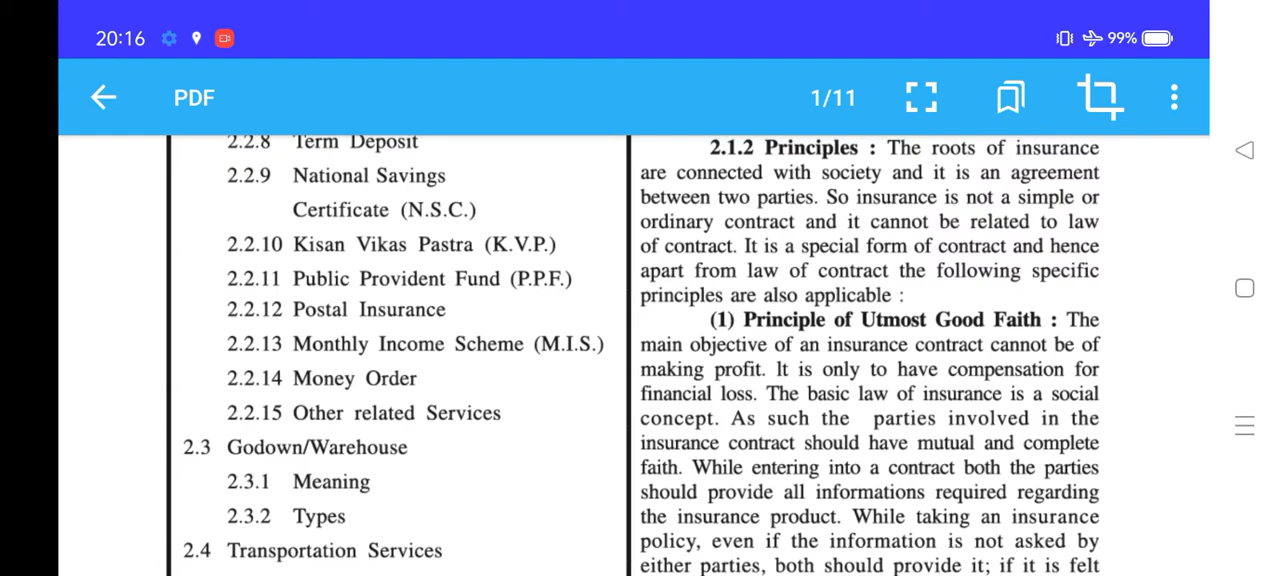 20:16
99%
PDF
1/11
2.2.8 Term Deposit
2.2.9 National Savings
Certificate (N.S.C.)
2.2.10 Kisan Vikas Pastra (K.V.P.)
2.2.11 Public Provident Fund (P.P.F.)
2.2.12 Postal Insurance
2.2.13 Monthly Income Scheme (M.I.S.)
2.2.14 Money Order
2.2.15 Other related Services
2.3 Godown/Warehouse
2.3.1 Meaning
2.3.2 Types
2.4 Transportation Services
2.1.2 Principles : The roots of insurance
are connected with society and it is an agreement
between two parties. So insurance is not a simple or
ordinary contract and it cannot be related to law
of contract. It is a special form of contract and hence
apart from law of contract the following specific
principles are also applicable :
(1) Principle of Utmost Good Faith : The
main objective of an insurance contract cannot be of
making profit. It is only to have compensation for
financial loss. The basic law of insurance is a social
concept. As such the parties involved in the
insurance contract should have mutual and complete
faith. While entering into a contract both the parties
should provide all informations required regarding
the insurance product. While taking an insurance
policy, even if the information is not asked by
either parties, both should provide it; if it is felt